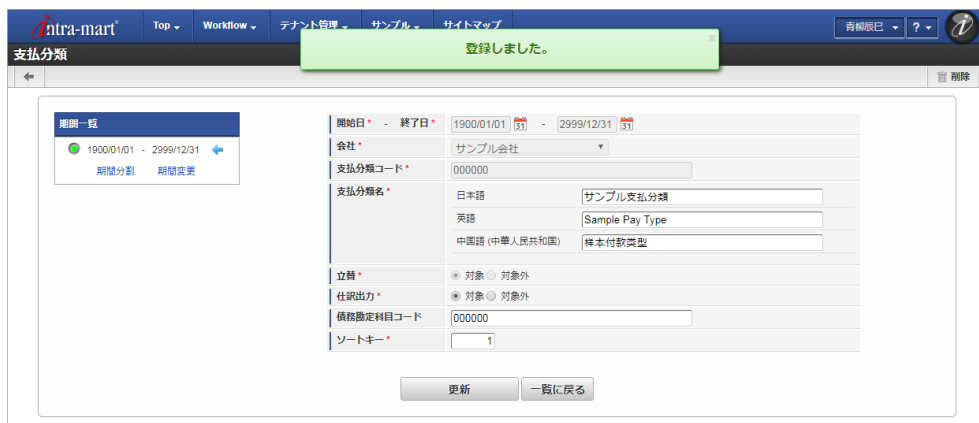 intra-mart® Top Workflow テナント管理 サンプル サイトマップ 青柳辰巳 ?
登録しました。 ×
支払分類
削除
期間一覧
1900/01/01 - 2999/12/31
期間分割 期間変更
開始日* - 終了日* 1900/01/01 31 - 2999/12/31 31
会社* サンプル会社
支払分類コード* 000000
支払分類名* 日本語 サンプル支払分類
英語 Sample Pay Type
中国語 (中華人民共和国) 样本付款类型
立替* 対象 対象外
仕訳出力* 対象 対象外
債務勘定科目コード 000000
ソートキー* 1
更新 一覧に戻る